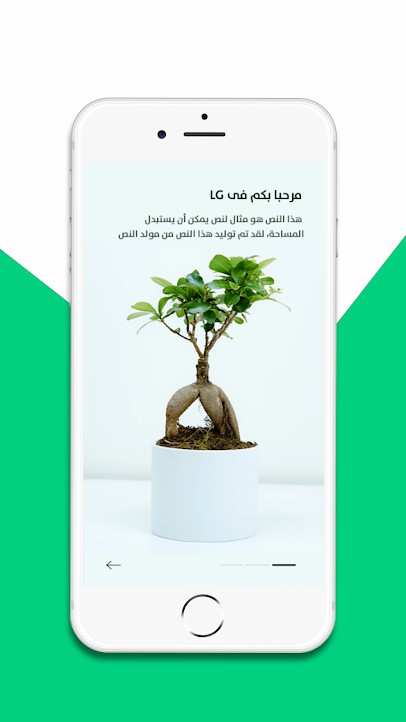 مرحبا بكم فى LG
هذا النص هو مثال لنص يمكن أن يستبدل
المساحة، لقد تم توليد هذا النص من مولد النص